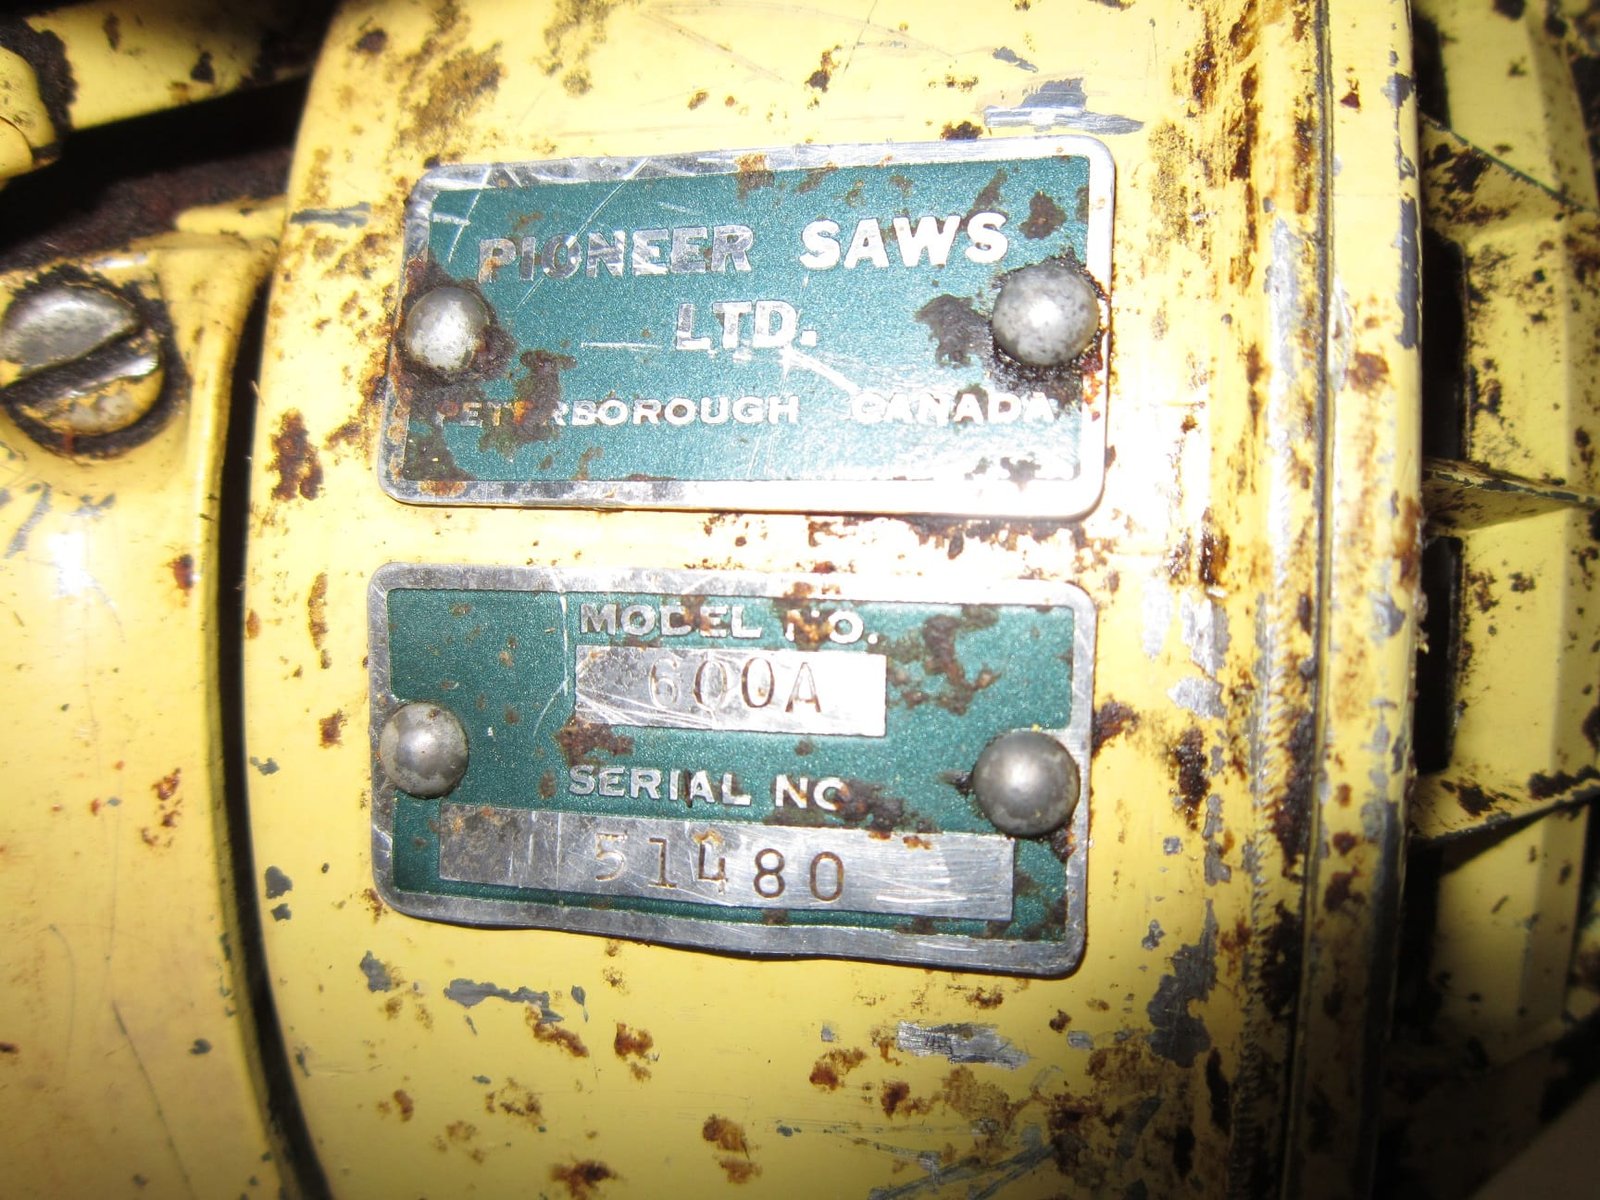 PIONEER SAWS
LTD.
PETERBOROUGH CANADA
MODEL NO.
600A
SERIAL NO.
51480